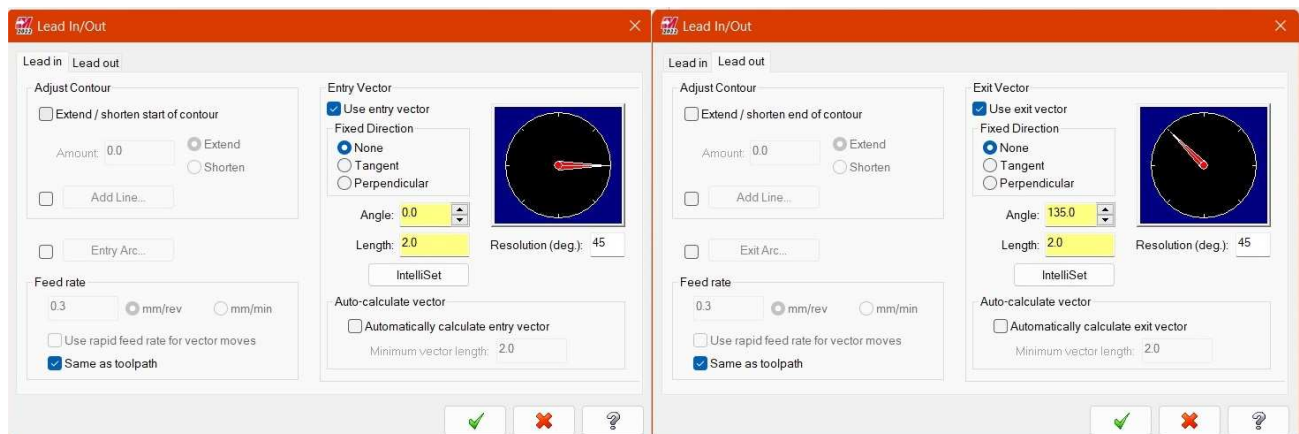 Lead In/Out
Lead in Lead out
Adjust Contour
Extend / shorten start of contour
Amount: 0.0
Extend
Shorten
Add Line...
Entry Arc...
Feed rate
0.3
mm/rev
mm/min
Use rapid feed rate for vector moves
Same as toolpath
Entry Vector
Use entry vector
Fixed Direction
None
Tangent
Perpendicular
Angle: 0.0
Length: 2.0
Resolution (deg.): 45
IntelliSet
Auto-calculate vector
Automatically calculate entry vector
Minimum vector length: 2.0
Lead In/Out
Lead in Lead out
Adjust Contour
Extend / shorten end of contour
Amount: 0.0
Extend
Shorten
Add Line...
Exit Arc...
Feed rate
0.3
mm/rev
mm/min
Use rapid feed rate for vector moves
Same as toolpath
Exit Vector
Use exit vector
Fixed Direction
None
Tangent
Perpendicular
Angle: 135.0
Length: 2.0
Resolution (deg.): 45
IntelliSet
Auto-calculate vector
Automatically calculate exit vector
Minimum vector length: 2.0